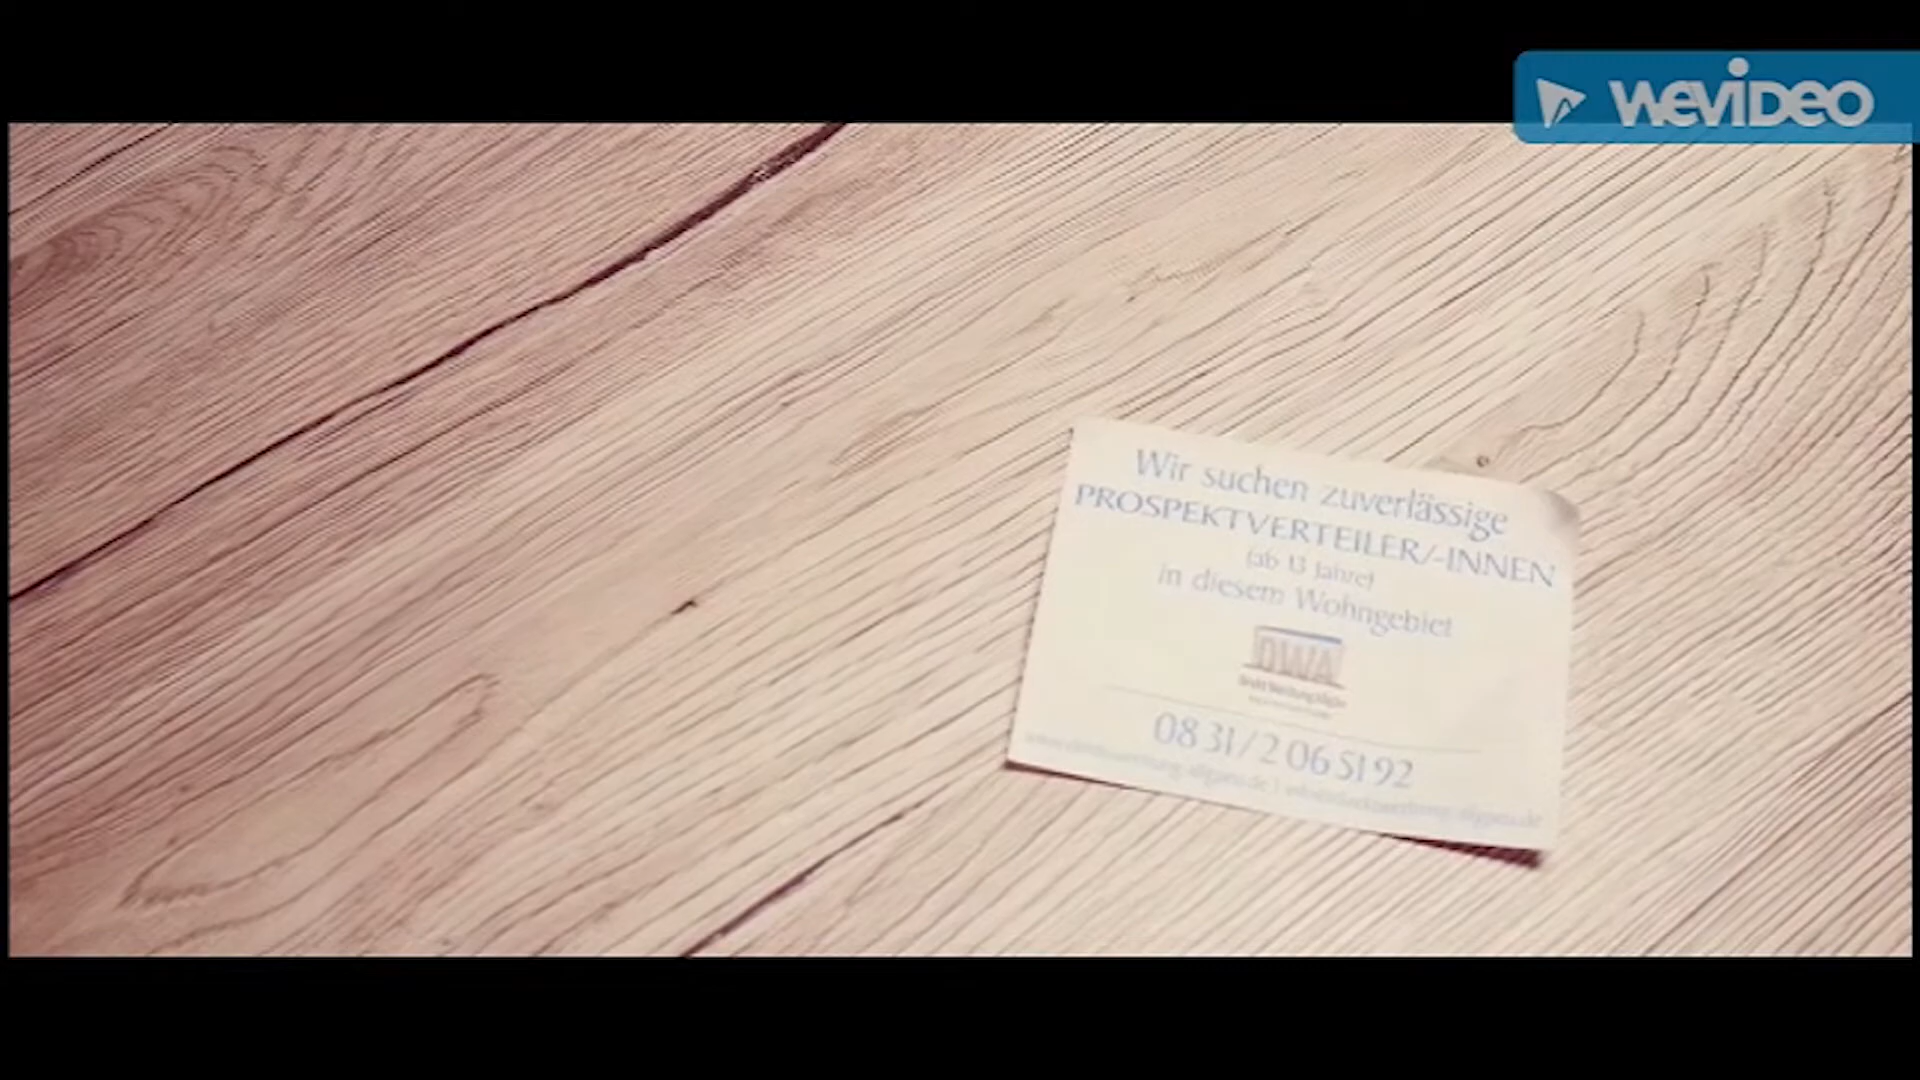 WEVIDEO
Wir suchen zuverlässige
PROSPEKTVERTEILER/-INNEN
(ab 13 Jahre)
in diesem Wohngebiet
DWA
08 31 / 2 06 51 92